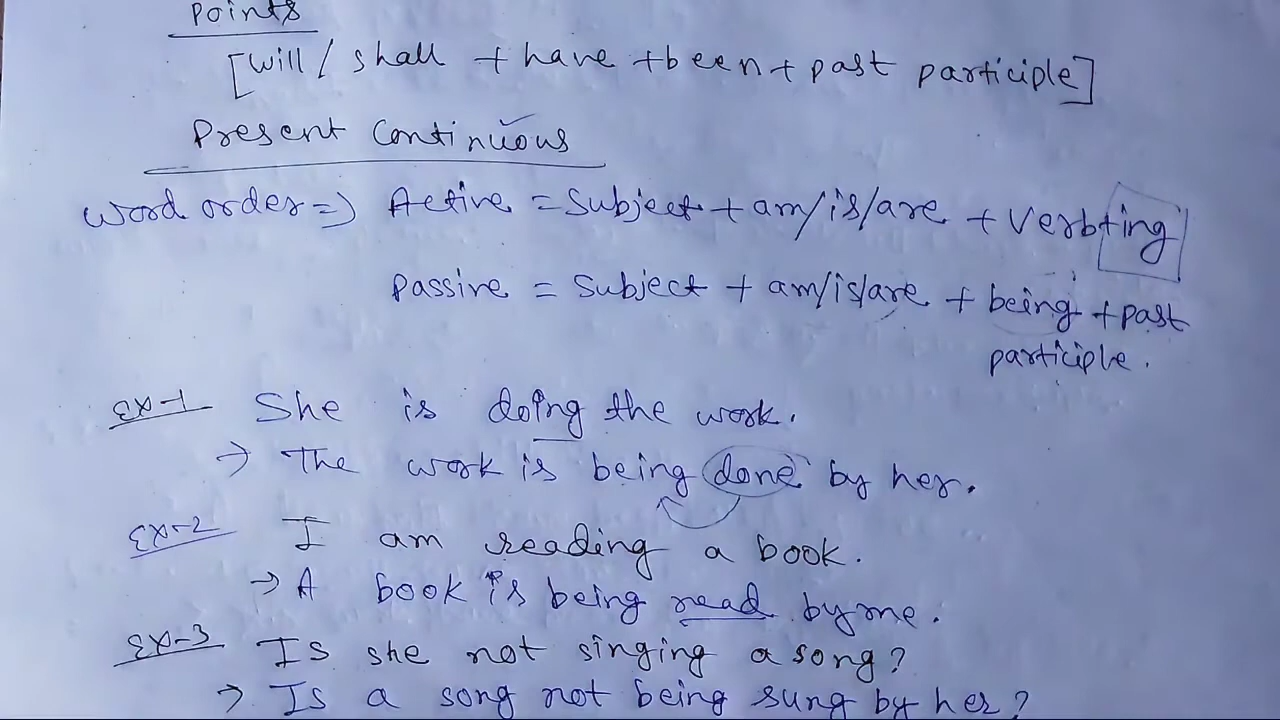 Points
[will / shall + have + been + past participle]
Present Continuous
Word order => Active = Subject + am/is/are + Verb+ing
Passive = Subject + am/is/are + being + past
participle.
Ex-1 She is doing the work.
→ The work is being done by her.
Ex-2 I am reading a book.
→ A book is being read by me.
Ex-3 Is she not singing a song?
→ Is a song not being sung by her?